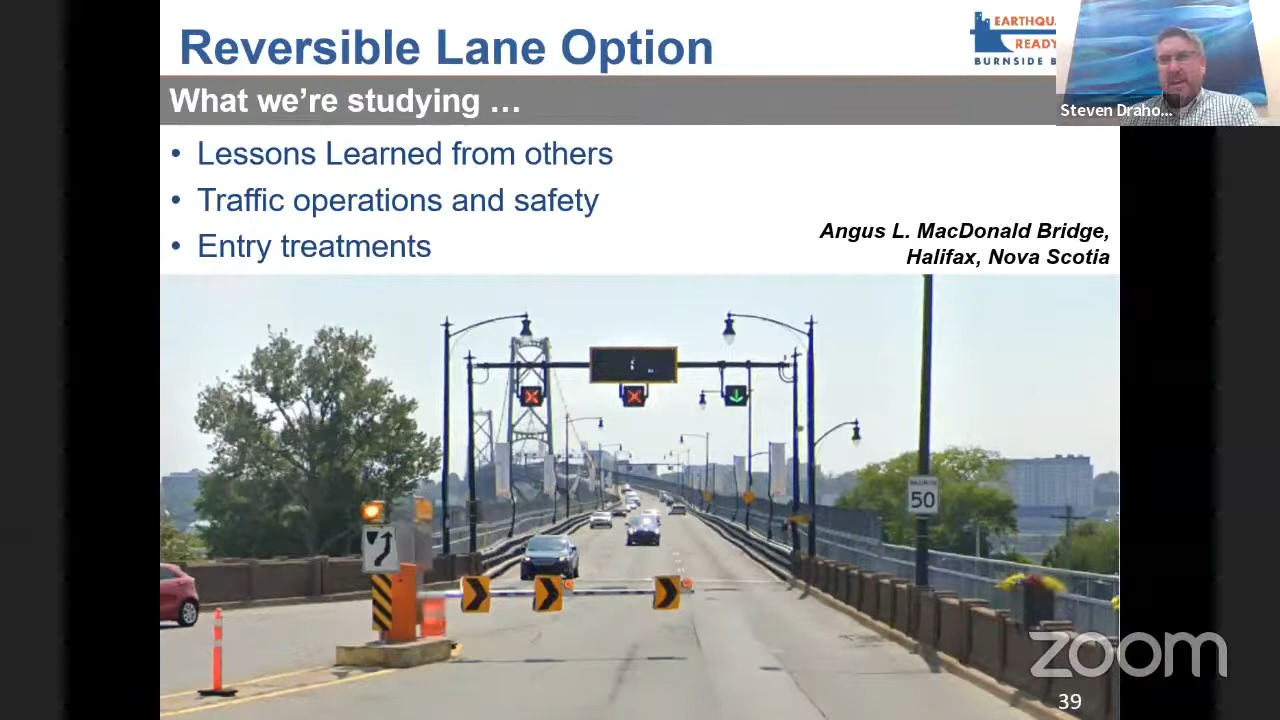 Reversible Lane Option
EARTHQUA
READY
BURNSIDE B
What we're studying …
Steven Draho...
• Lessons Learned from others
• Traffic operations and safety
• Entry treatments
Angus L. MacDonald Bridge,
Halifax, Nova Scotia
MAXIMUM
50
zoom
39